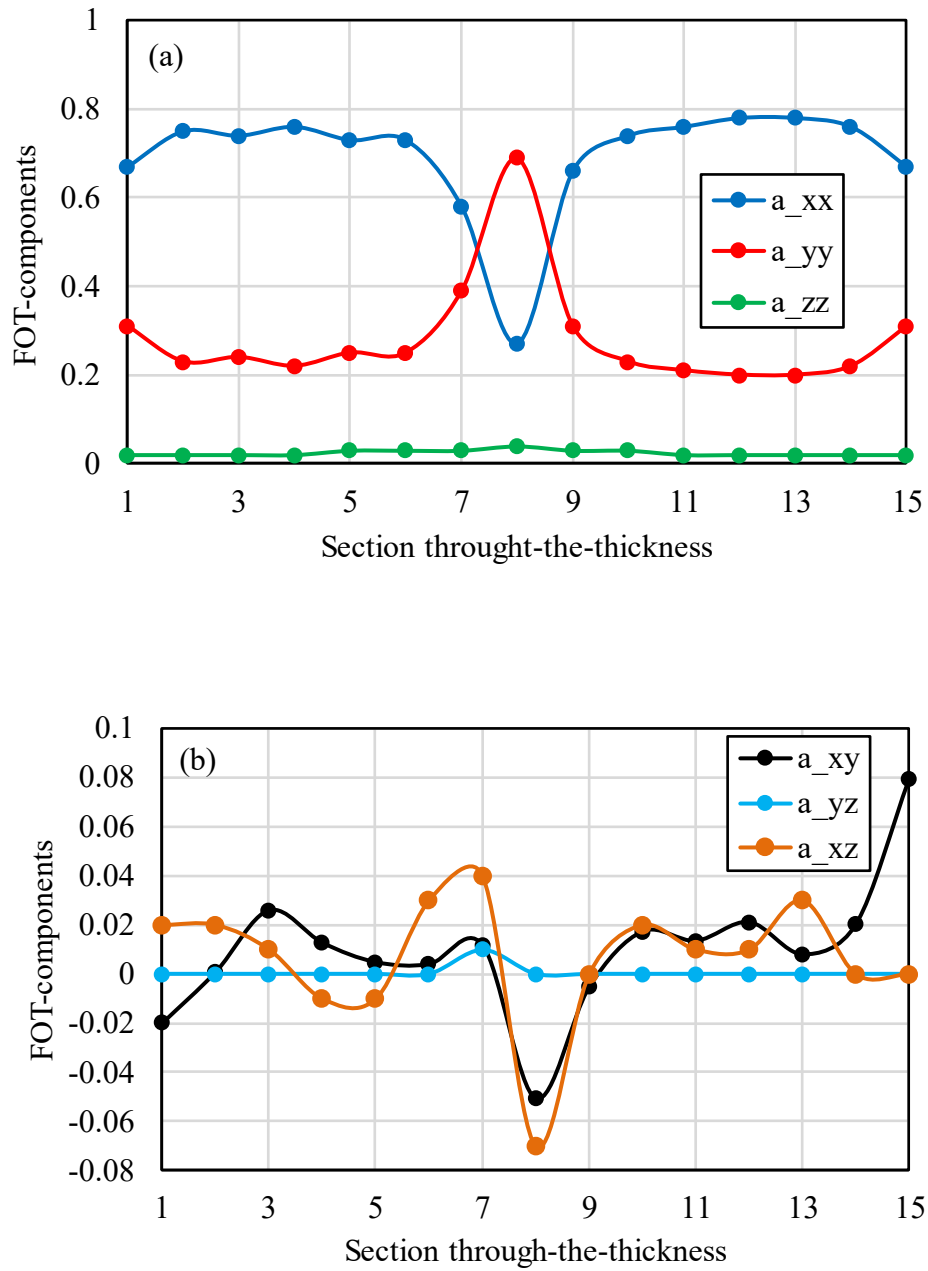 1
(a)
0.8
0.6
0.4
0.2
0
FOT-components
a_xx
a_yy
a_zz
1 3 5 7 9 11 13 15
Section throught-the-thickness
0.1
(b)
0.08
0.06
0.04
0.02
0
-0.02
-0.04
-0.06
-0.08
FOT-components
a_xy
a_yz
a_xz
1 3 5 7 9 11 13 15
Section through-the-thickness